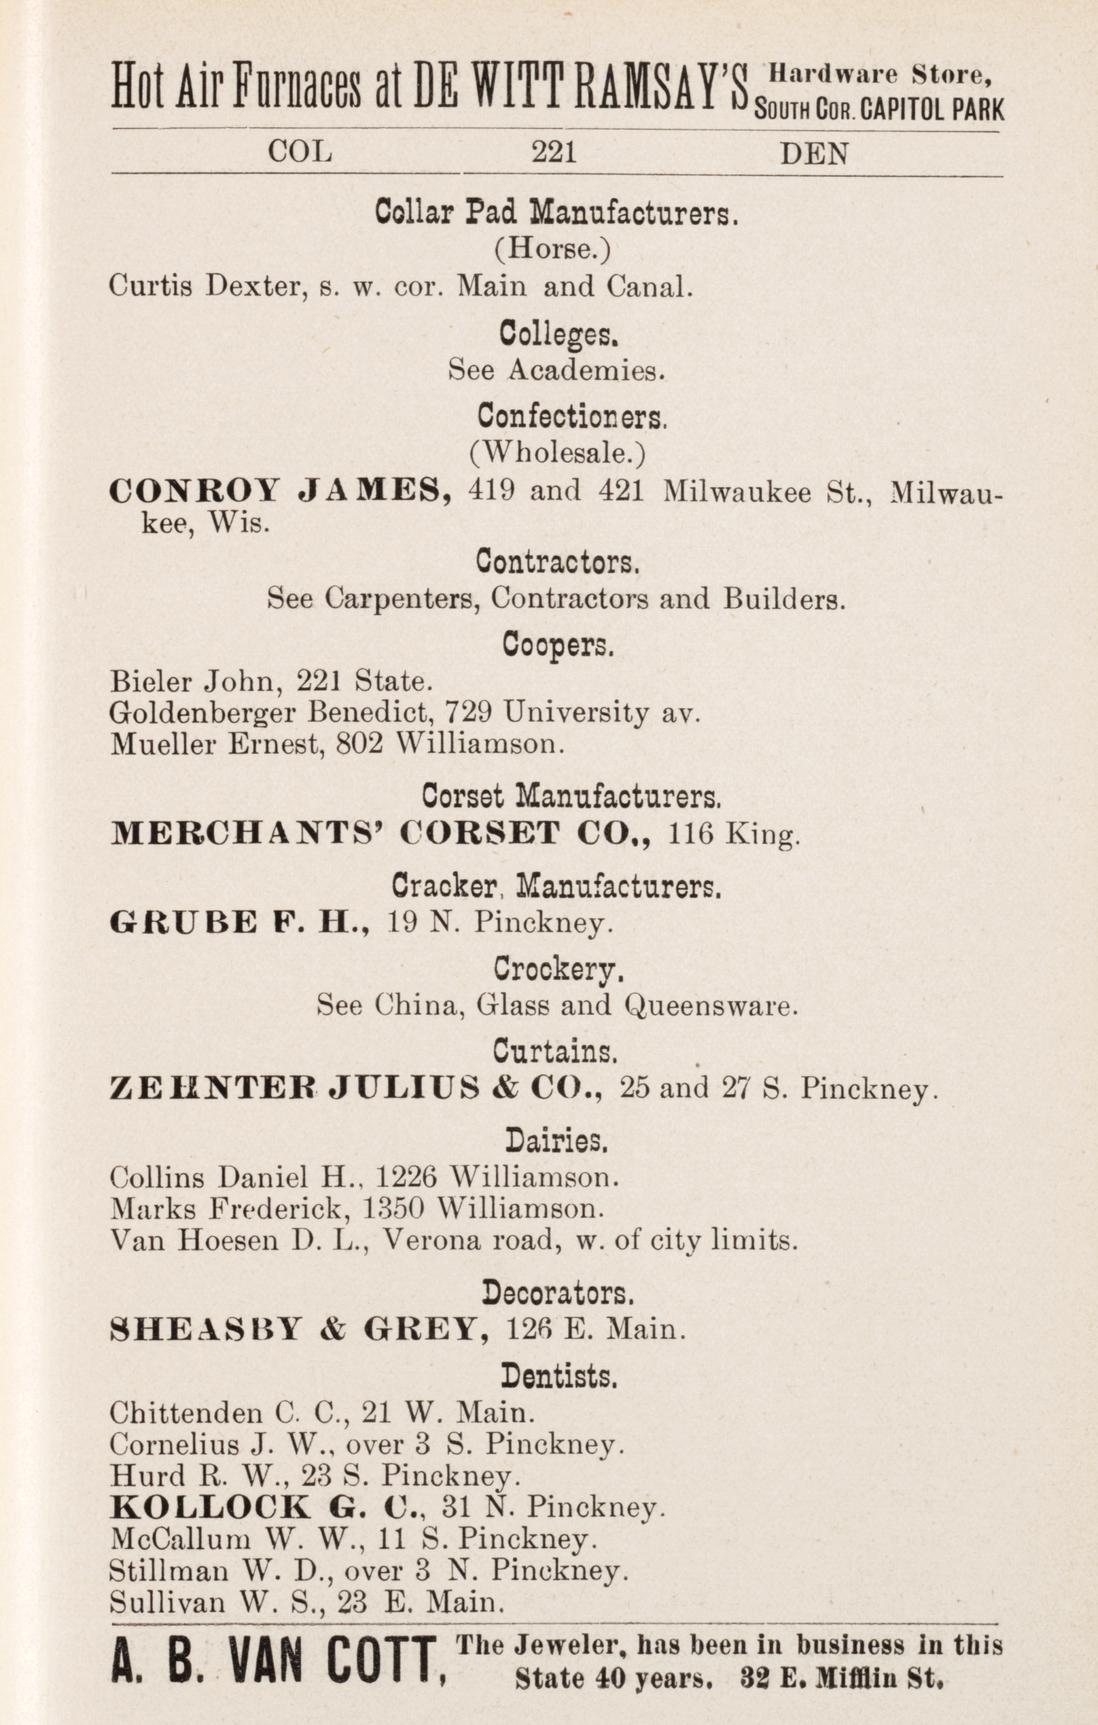 Hot Air Furnaces at DE WITT RAMSAY'S Hardware Store,
SOUTH COR. CAPITOL PARK
COL 221 DEN
Collar Pad Manufacturers.
(Horse.)
Curtis Dexter, s. w. cor. Main and Canal.
Colleges.
See Academies.
Confectioners.
(Wholesale.)
CONROY JAMES, 419 and 421 Milwaukee St., Milwau-
kee, Wis.
Contractors.
See Carpenters, Contractors and Builders.
Coopers.
Bieler John, 221 State.
Goldenberger Benedict, 729 University av.
Mueller Ernest, 802 Williamson.
Corset Manufacturers.
MERCHANTS' CORSET CO., 116 King.
Cracker, Manufacturers.
GRUBE F. H., 19 N. Pinckney.
Crockery.
See China, Glass and Queensware.
Curtains.
ZEHNTER JULIUS & CO., 25 and 27 S. Pinckney.
Dairies.
Collins Daniel H., 1226 Williamson.
Marks Frederick, 1350 Williamson.
Van Hoesen D. L., Verona road, w. of city limits.
Decorators.
SHEASBY & GREY, 126 E. Main.
Dentists.
Chittenden C. C., 21 W. Main.
Cornelius J. W., over 3 S. Pinckney.
Hurd R. W., 23 S. Pinckney.
KOLLOCK G. C., 31 N. Pinckney.
McCallum W. W., 11 S. Pinckney.
Stillman W. D., over 3 N. Pinckney.
Sullivan W. S., 23 E. Main.
A. B. VAN COTT, The Jeweler, has been in business in this
State 40 years. 32 E. Mifflin St.